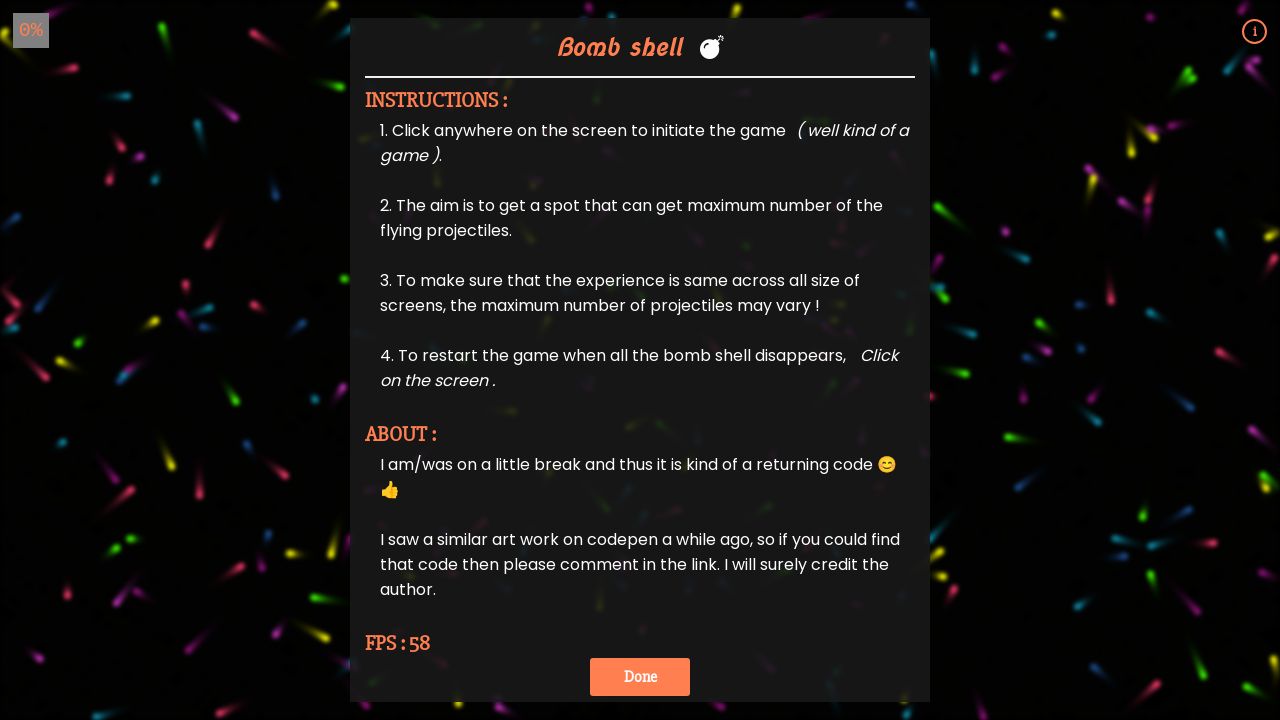 0%
i
Bomb shell 💣
INSTRUCTIONS :
1. Click anywhere on the screen to initiate the game ( well kind of a
game ).
2. The aim is to get a spot that can get maximum number of the
flying projectiles.
3. To make sure that the experience is same across all size of
screens, the maximum number of projectiles may vary !
4. To restart the game when all the bomb shell disappears, Click
on the screen .
ABOUT :
I am/was on a little break and thus it is kind of a returning code 😊
👍
I saw a similar art work on codepen a while ago, so if you could find
that code then please comment in the link. I will surely credit the
author.
FPS : 58
Done